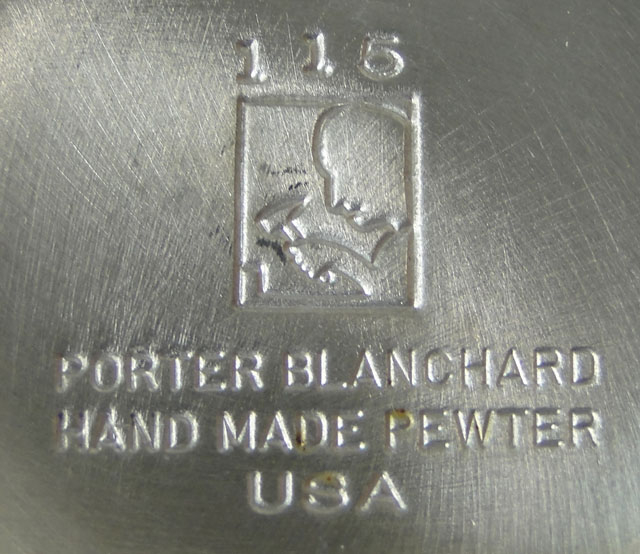 115
PORTER BLANCHARD
HAND MADE PEWTER
USA